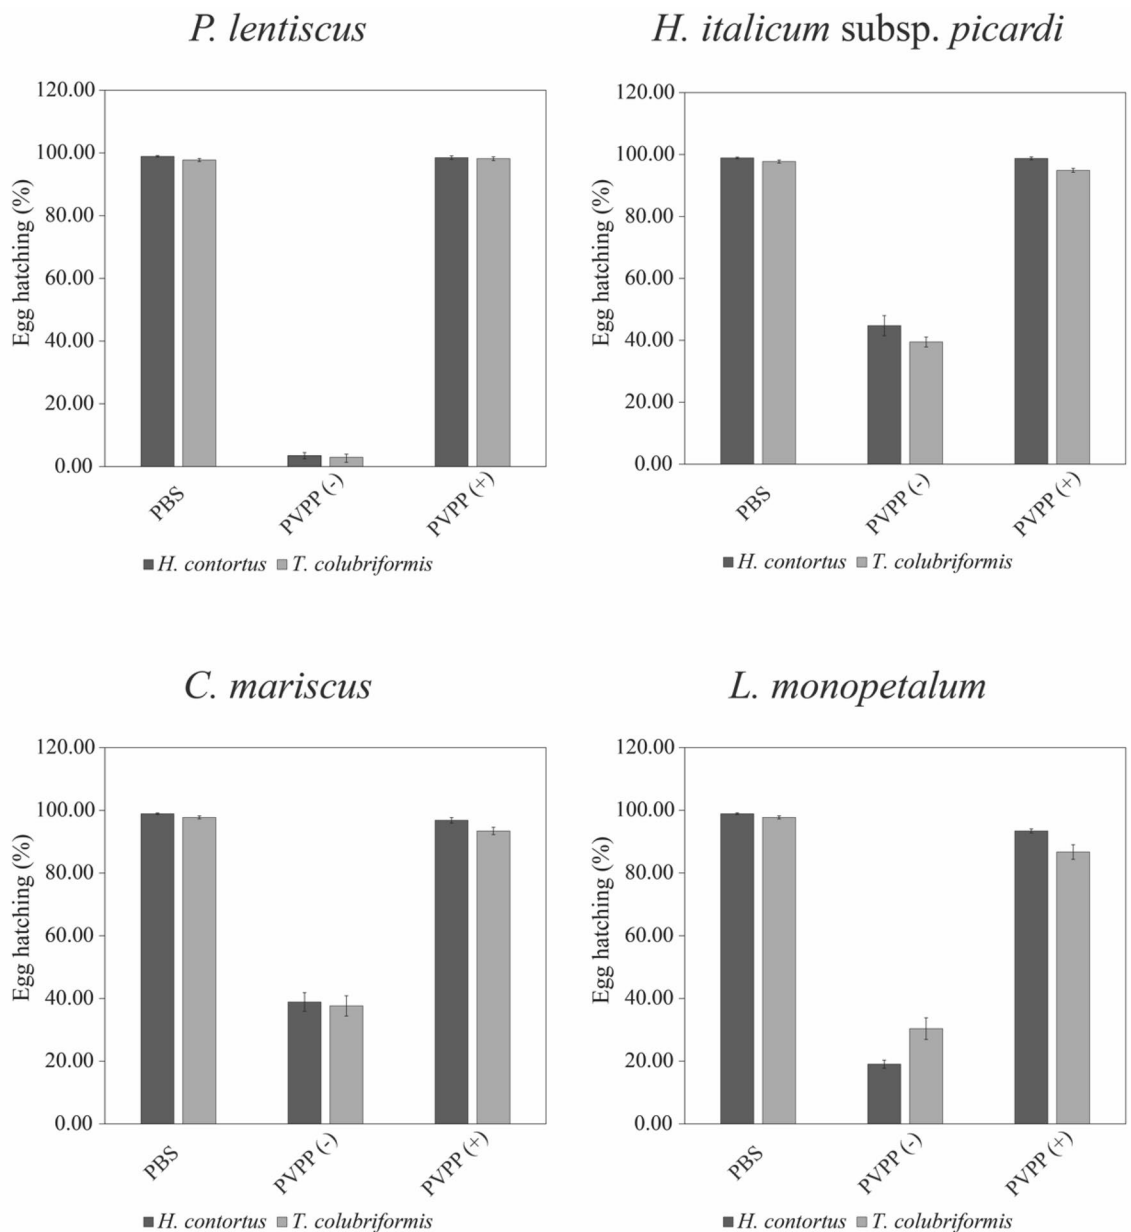 P. lentiscus
120.00
100.00
80.00
60.00
40.00
20.00
0.00
Egg hatching (%)
PBS
PVPP (-)
PVPP (+)
H. contortus T. colubriformis
H. italicum subsp. picardi
120.00
100.00
80.00
60.00
40.00
20.00
0.00
Egg hatching (%)
PBS
PVPP (-)
PVPP (+)
H. contortus T. colubriformis
C. mariscus
120.00
100.00
80.00
60.00
40.00
20.00
0.00
Egg hatching (%)
PBS
PVPP (-)
PVPP (+)
H. contortus T. colubriformis
L. monopetalum
120.00
100.00
80.00
60.00
40.00
20.00
0.00
Egg hatching (%)
PBS
PVPP (-)
PVPP (+)
H. contortus T. colubriformis